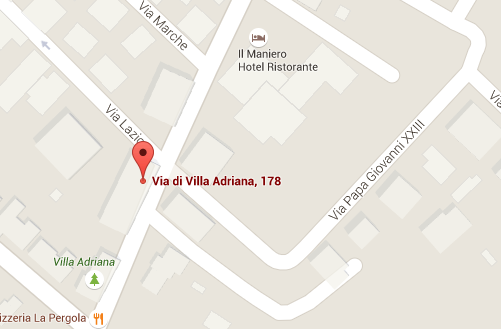 Via Marche
Il Maniero
Hotel Ristorante
Via Lazio
Via di Villa Adriana, 178
Via Papa Giovanni XXIII
Villa Adriana
izzeria La Pergola